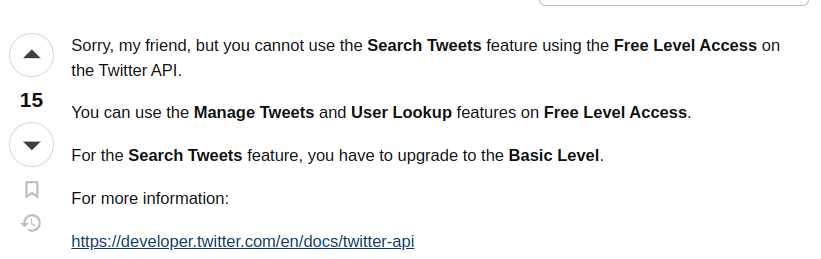 Sorry, my friend, but you cannot use the Search Tweets feature using the Free Level Access on
the Twitter API.
15
You can use the Manage Tweets and User Lookup features on Free Level Access.
For the Search Tweets feature, you have to upgrade to the Basic Level.
For more information:
https://developer.twitter.com/en/docs/twitter-api